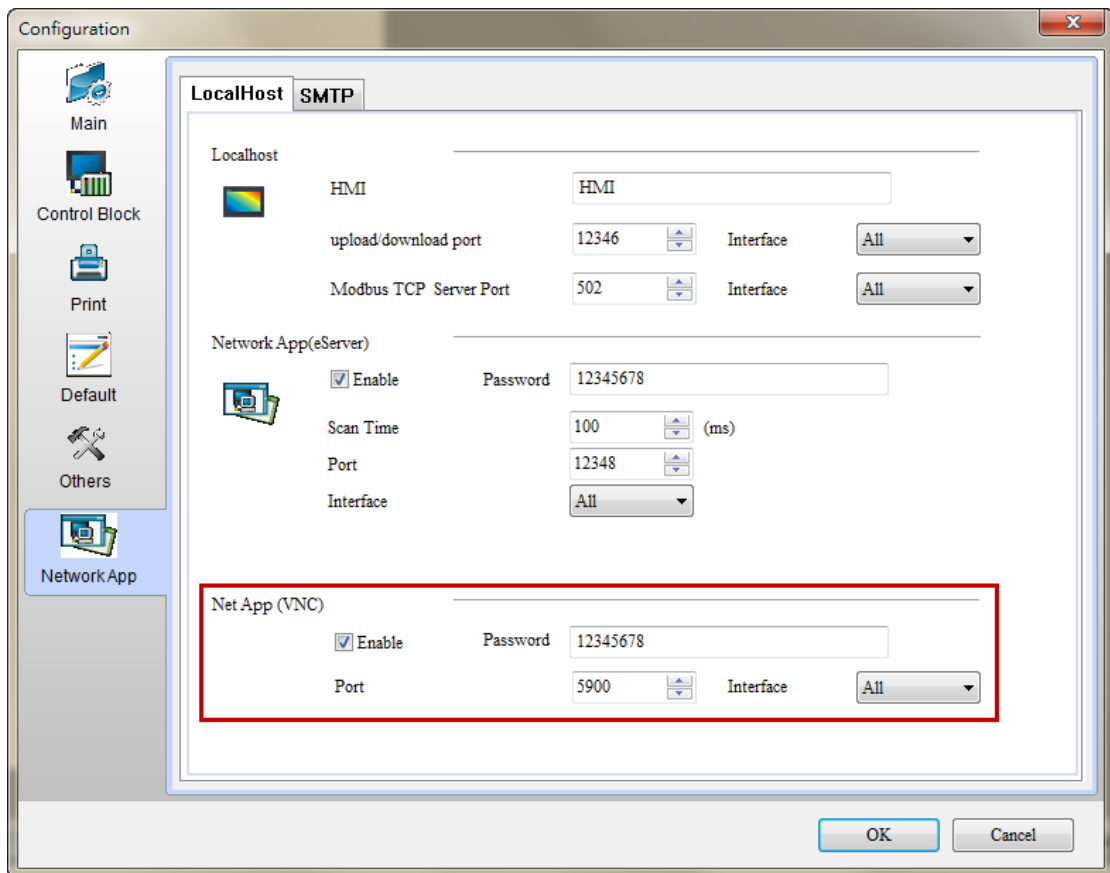 Configuration
Main
Control Block
Print
Default
Others
Network App
LocalHost SMTP
Localhost
HMI HMI
upload/download port 12346 Interface All
Modbus TCP Server Port 502 Interface All
Network App(eServer)
Enable Password 12345678
Scan Time 100 (ms)
Port 12348
Interface All
Net App (VNC)
Enable Password 12345678
Port 5900 Interface All
OK Cancel